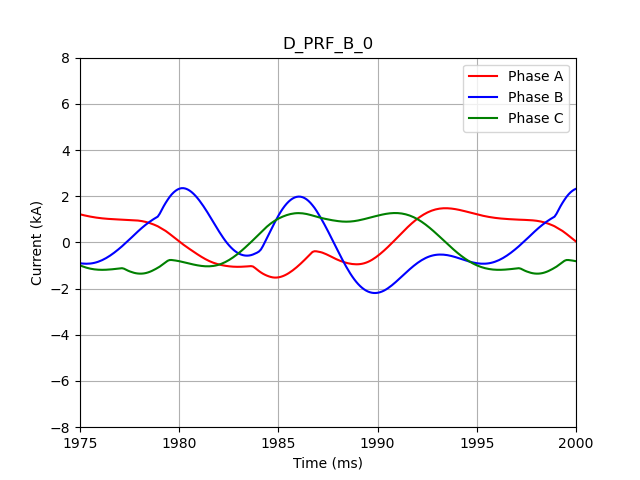 D_PRF_B_0
8
6
4
2
0
−2
−4
−6
−8
Current (kA)
Phase A
Phase B
Phase C
1975
1980
1985
1990
1995
2000
Time (ms)